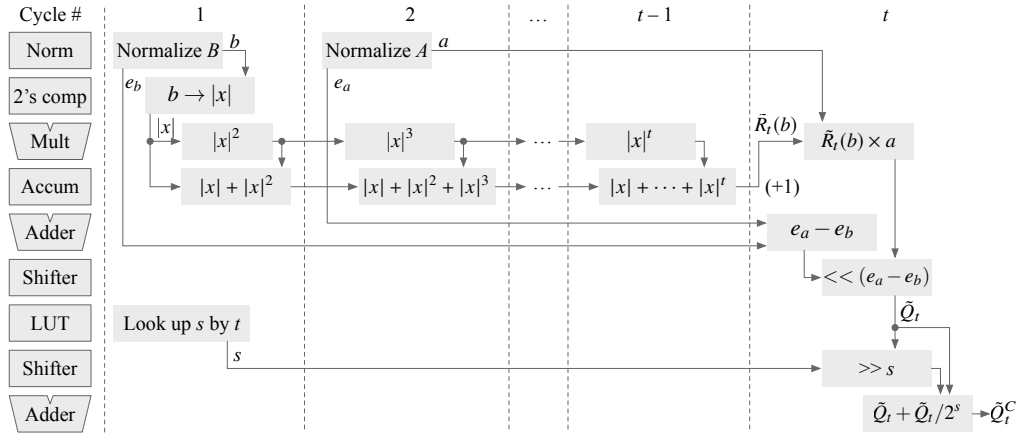 Cycle # 1 2 ... t – 1 t
Norm Normalize B b Normalize A a
e_b e_a
2's comp b → |x|
|x|
Mult |x|² |x|³ ... |x|ᵗ R̃_t(b) R̃_t(b) × a
Accum |x| + |x|² |x| + |x|² + |x|³ ... |x| + ⋯ + |x|ᵗ (+1)
Adder e_a − e_b
Shifter << (e_a − e_b)
Q̃_t
LUT Look up s by t
s
Shifter >> s
Adder Q̃_t + Q̃_t/2ˢ Q̃_t^C